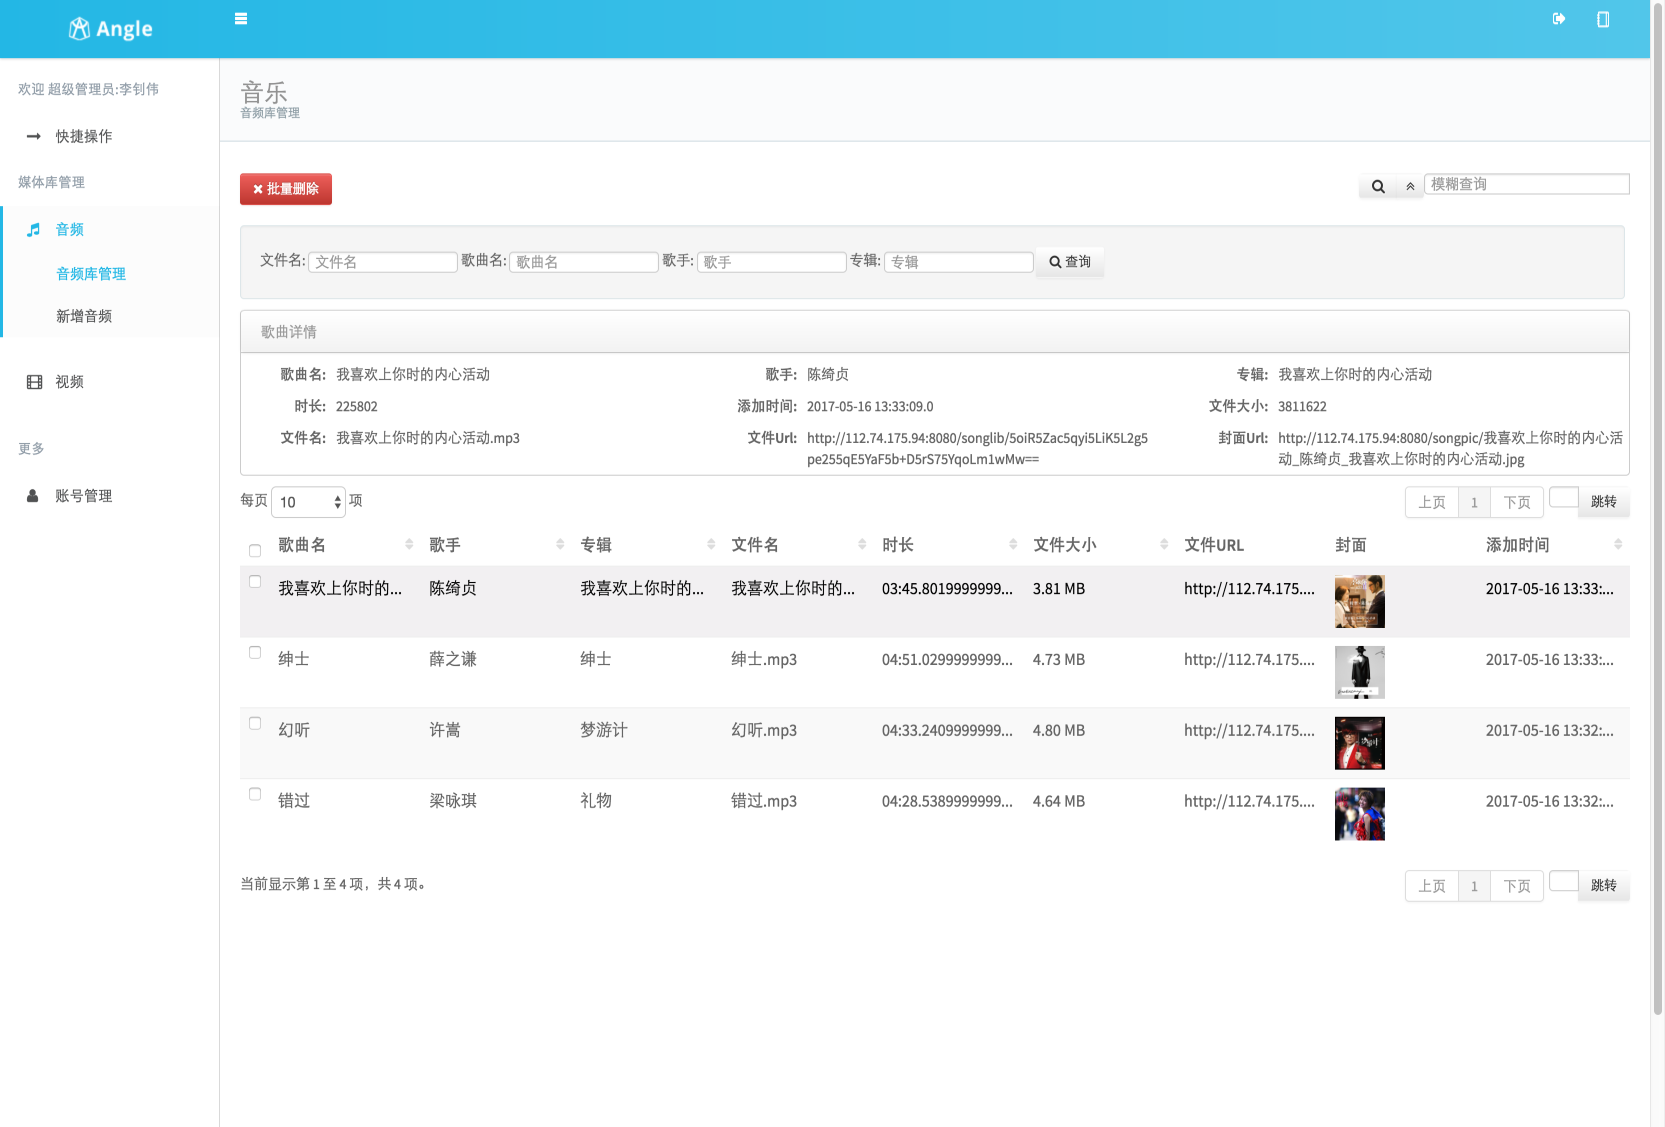 Angle
欢迎 超级管理员:李钊伟
快捷操作
媒体库管理
音频
音频库管理
新增音频
视频
更多
账号管理
音乐
音频库管理
批量删除
模糊查询
文件名: 文件名 歌曲名: 歌曲名 歌手: 歌手 专辑: 专辑 查询
歌曲详情
歌曲名: 我喜欢上你时的内心活动 歌手: 陈绮贞 专辑: 我喜欢上你时的内心活动
时长: 225802 添加时间: 2017-05-16 13:33:09.0 文件大小: 3811622
文件名: 我喜欢上你时的内心活动.mp3 文件Url: http://112.74.175.94:8080/songlib/5oiR5Zac5qyi5LiK5L2g5 封面Url: http://112.74.175.94:8080/songpic/我喜欢上你时的内心活
pe255qE5YaF5b+D5rS75YqoLm1wMw== 动_陈绮贞_我喜欢上你时的内心活动.jpg
每页 10 项 上页 1 下页 跳转
歌曲名 歌手 专辑 文件名 时长 文件大小 文件URL 封面 添加时间
我喜欢上你时的... 陈绮贞 我喜欢上你时的... 我喜欢上你时的... 03:45.8019999999... 3.81 MB http://112.74.175.... 2017-05-16 13:33:...
绅士 薛之谦 绅士 绅士.mp3 04:51.0299999999... 4.73 MB http://112.74.175.... 2017-05-16 13:33:...
幻听 许嵩 梦游计 幻听.mp3 04:33.2409999999... 4.80 MB http://112.74.175.... 2017-05-16 13:32:...
错过 梁咏琪 礼物 错过.mp3 04:28.5389999999... 4.64 MB http://112.74.175.... 2017-05-16 13:32:...
当前显示第 1 至 4 项，共 4 项。 上页 1 下页 跳转